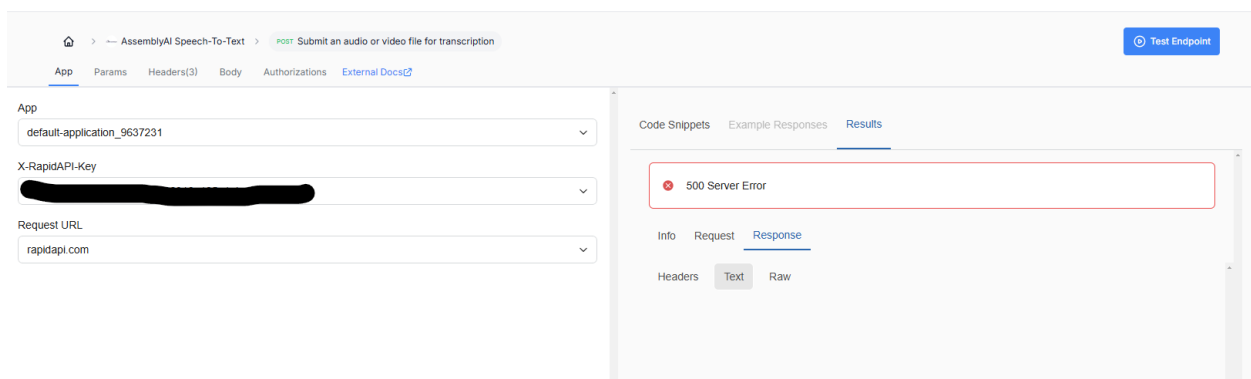 > AssemblyAI Speech-To-Text > POST Submit an audio or video file for transcription
Test Endpoint
App Params Headers(3) Body Authorizations External Docs
App
default-application_9637231
X-RapidAPI-Key
Request URL
rapidapi.com
Code Snippets Example Responses Results
500 Server Error
Info Request Response
Headers Text Raw